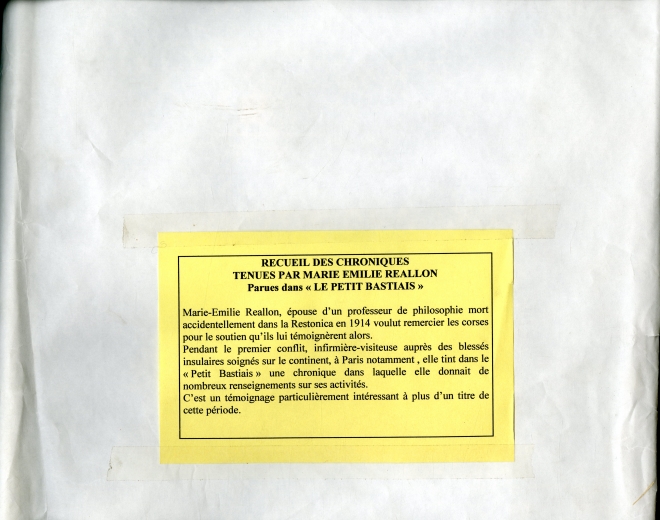 RECUEIL DES CHRONIQUES
TENUES PAR MARIE EMILIE REALLON
Parues dans « LE PETIT BASTIAIS »
Marie-Emilie Reallon, épouse d'un professeur de philosophie mort
accidentellement dans la Restonica en 1914 voulut remercier les corses
pour le soutien qu'ils lui témoignèrent alors.
Pendant le premier conflit, infirmière-visiteuse auprès des blessés
insulaires soignés sur le continent, à Paris notamment , elle tint dans le
« Petit Bastiais » une chronique dans laquelle elle donnait de
nombreux renseignements sur ses activités.
C'est un témoignage particulièrement intéressant à plus d'un titre de
cette période.